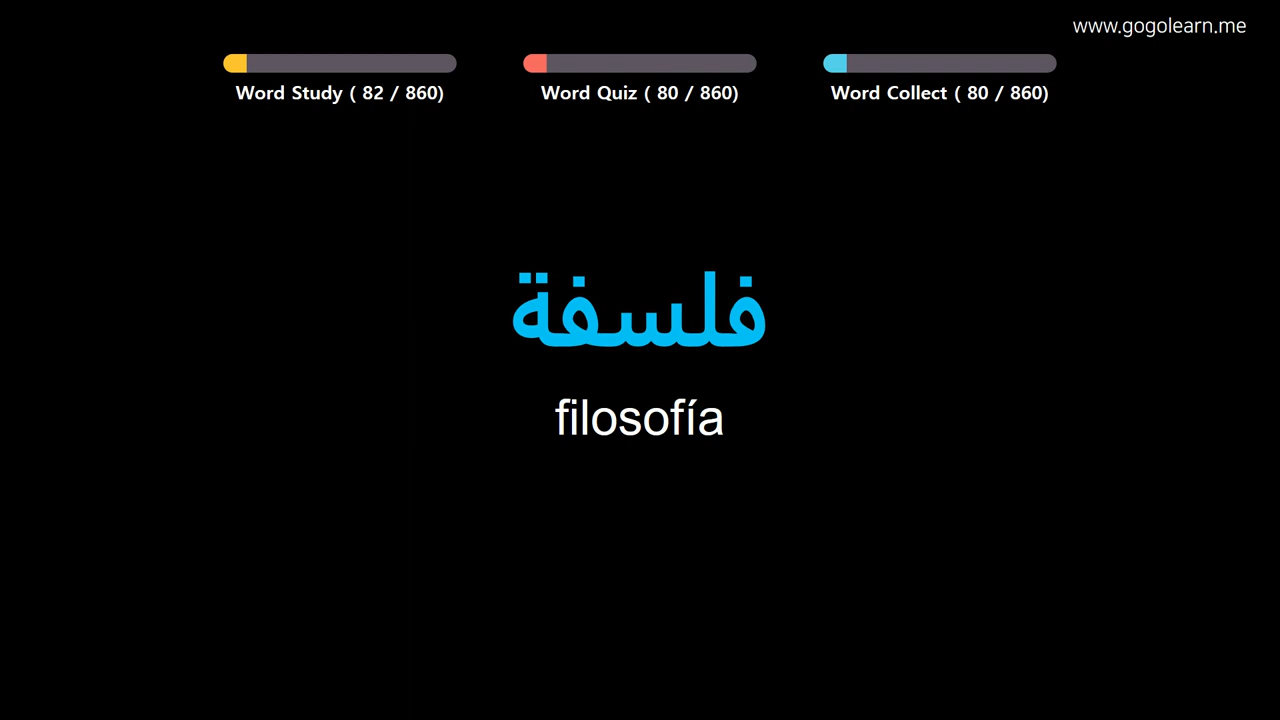 www.gogolearn.me
Word Study ( 82 / 860)
Word Quiz ( 80 / 860)
Word Collect ( 80 / 860)
فلسفة
filosofía